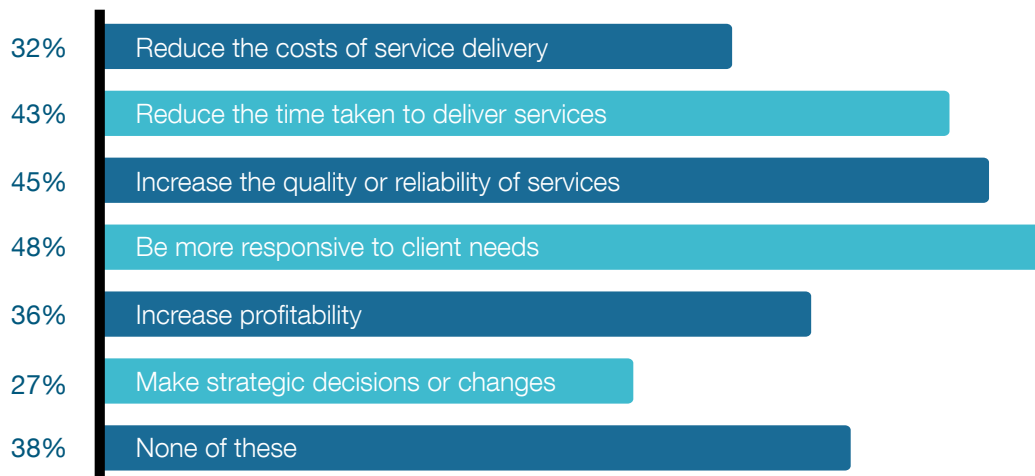 32% Reduce the costs of service delivery
43% Reduce the time taken to deliver services
45% Increase the quality or reliability of services
48% Be more responsive to client needs
36% Increase profitability
27% Make strategic decisions or changes
38% None of these